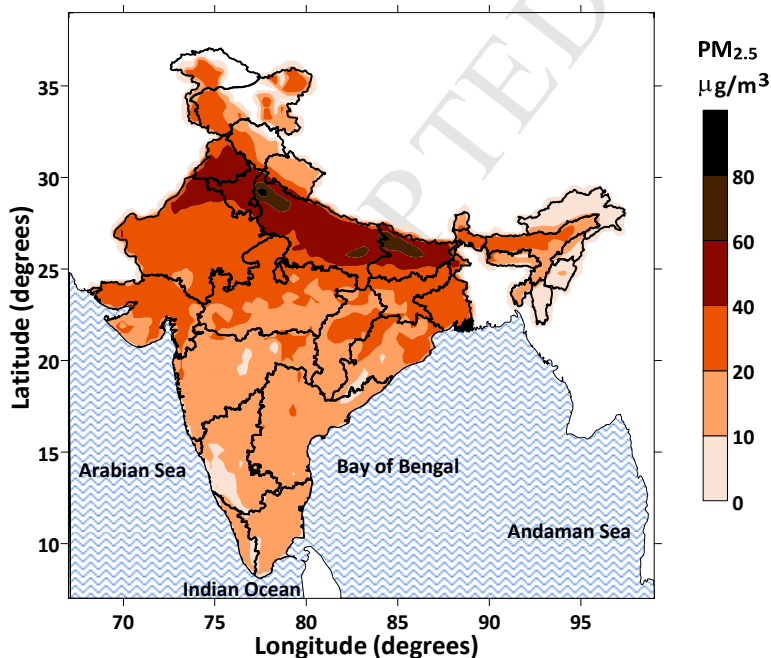 PTED
PM2.5
μg/m³
35
30
25
20
15
10
Latitude (degrees)
80
60
40
20
10
0
Arabian Sea
Bay of Bengal
Andaman Sea
Indian Ocean
70
75
80
85
90
95
Longitude (degrees)